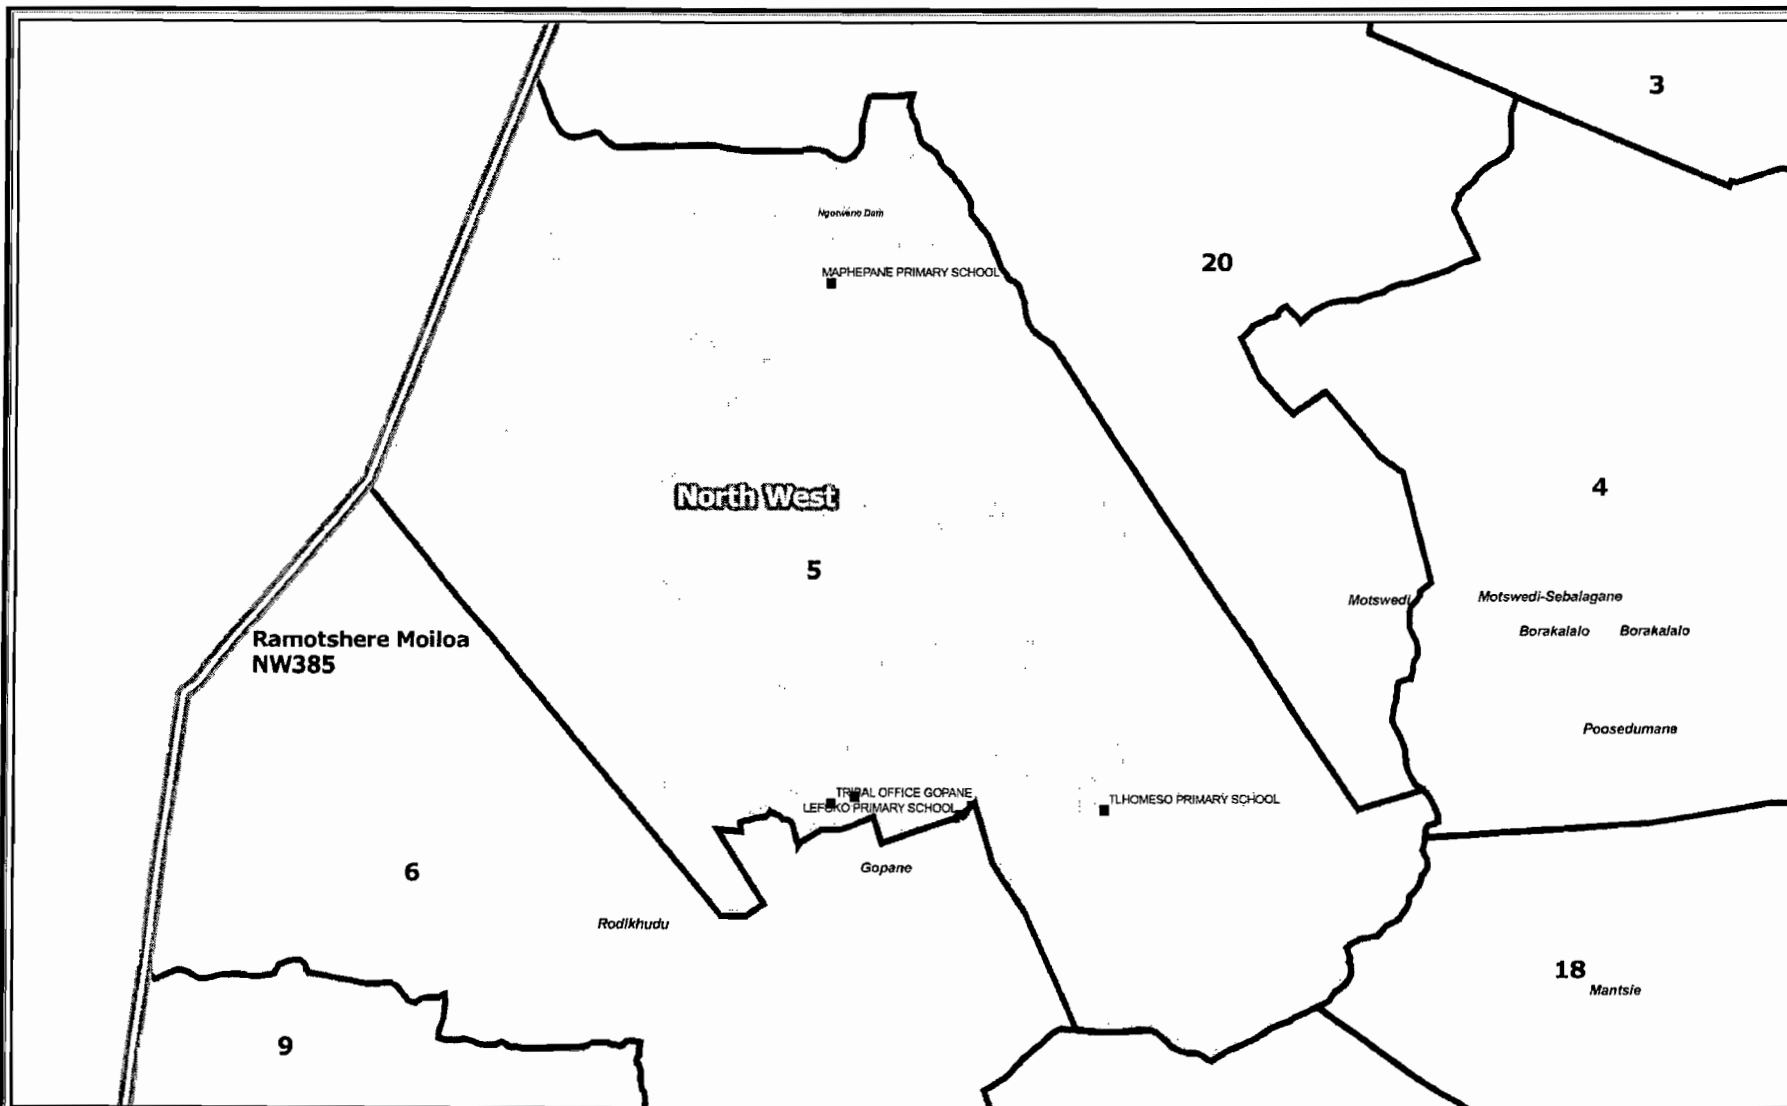 3
Ngotwane Dam
20
MAPHEPANE PRIMARY SCHOOL
North West
4
5
Motswedi
Motswedi-Sebalagane
Borakalalo
Borakalalo
Ramotshere Moiloa
NW385
Poosedumane
TRIBAL OFFICE GOPANE
LEFOKO PRIMARY SCHOOL
TLHOMESO PRIMARY SCHOOL
6
Gopane
Rodikhudu
18
Mantsie
9